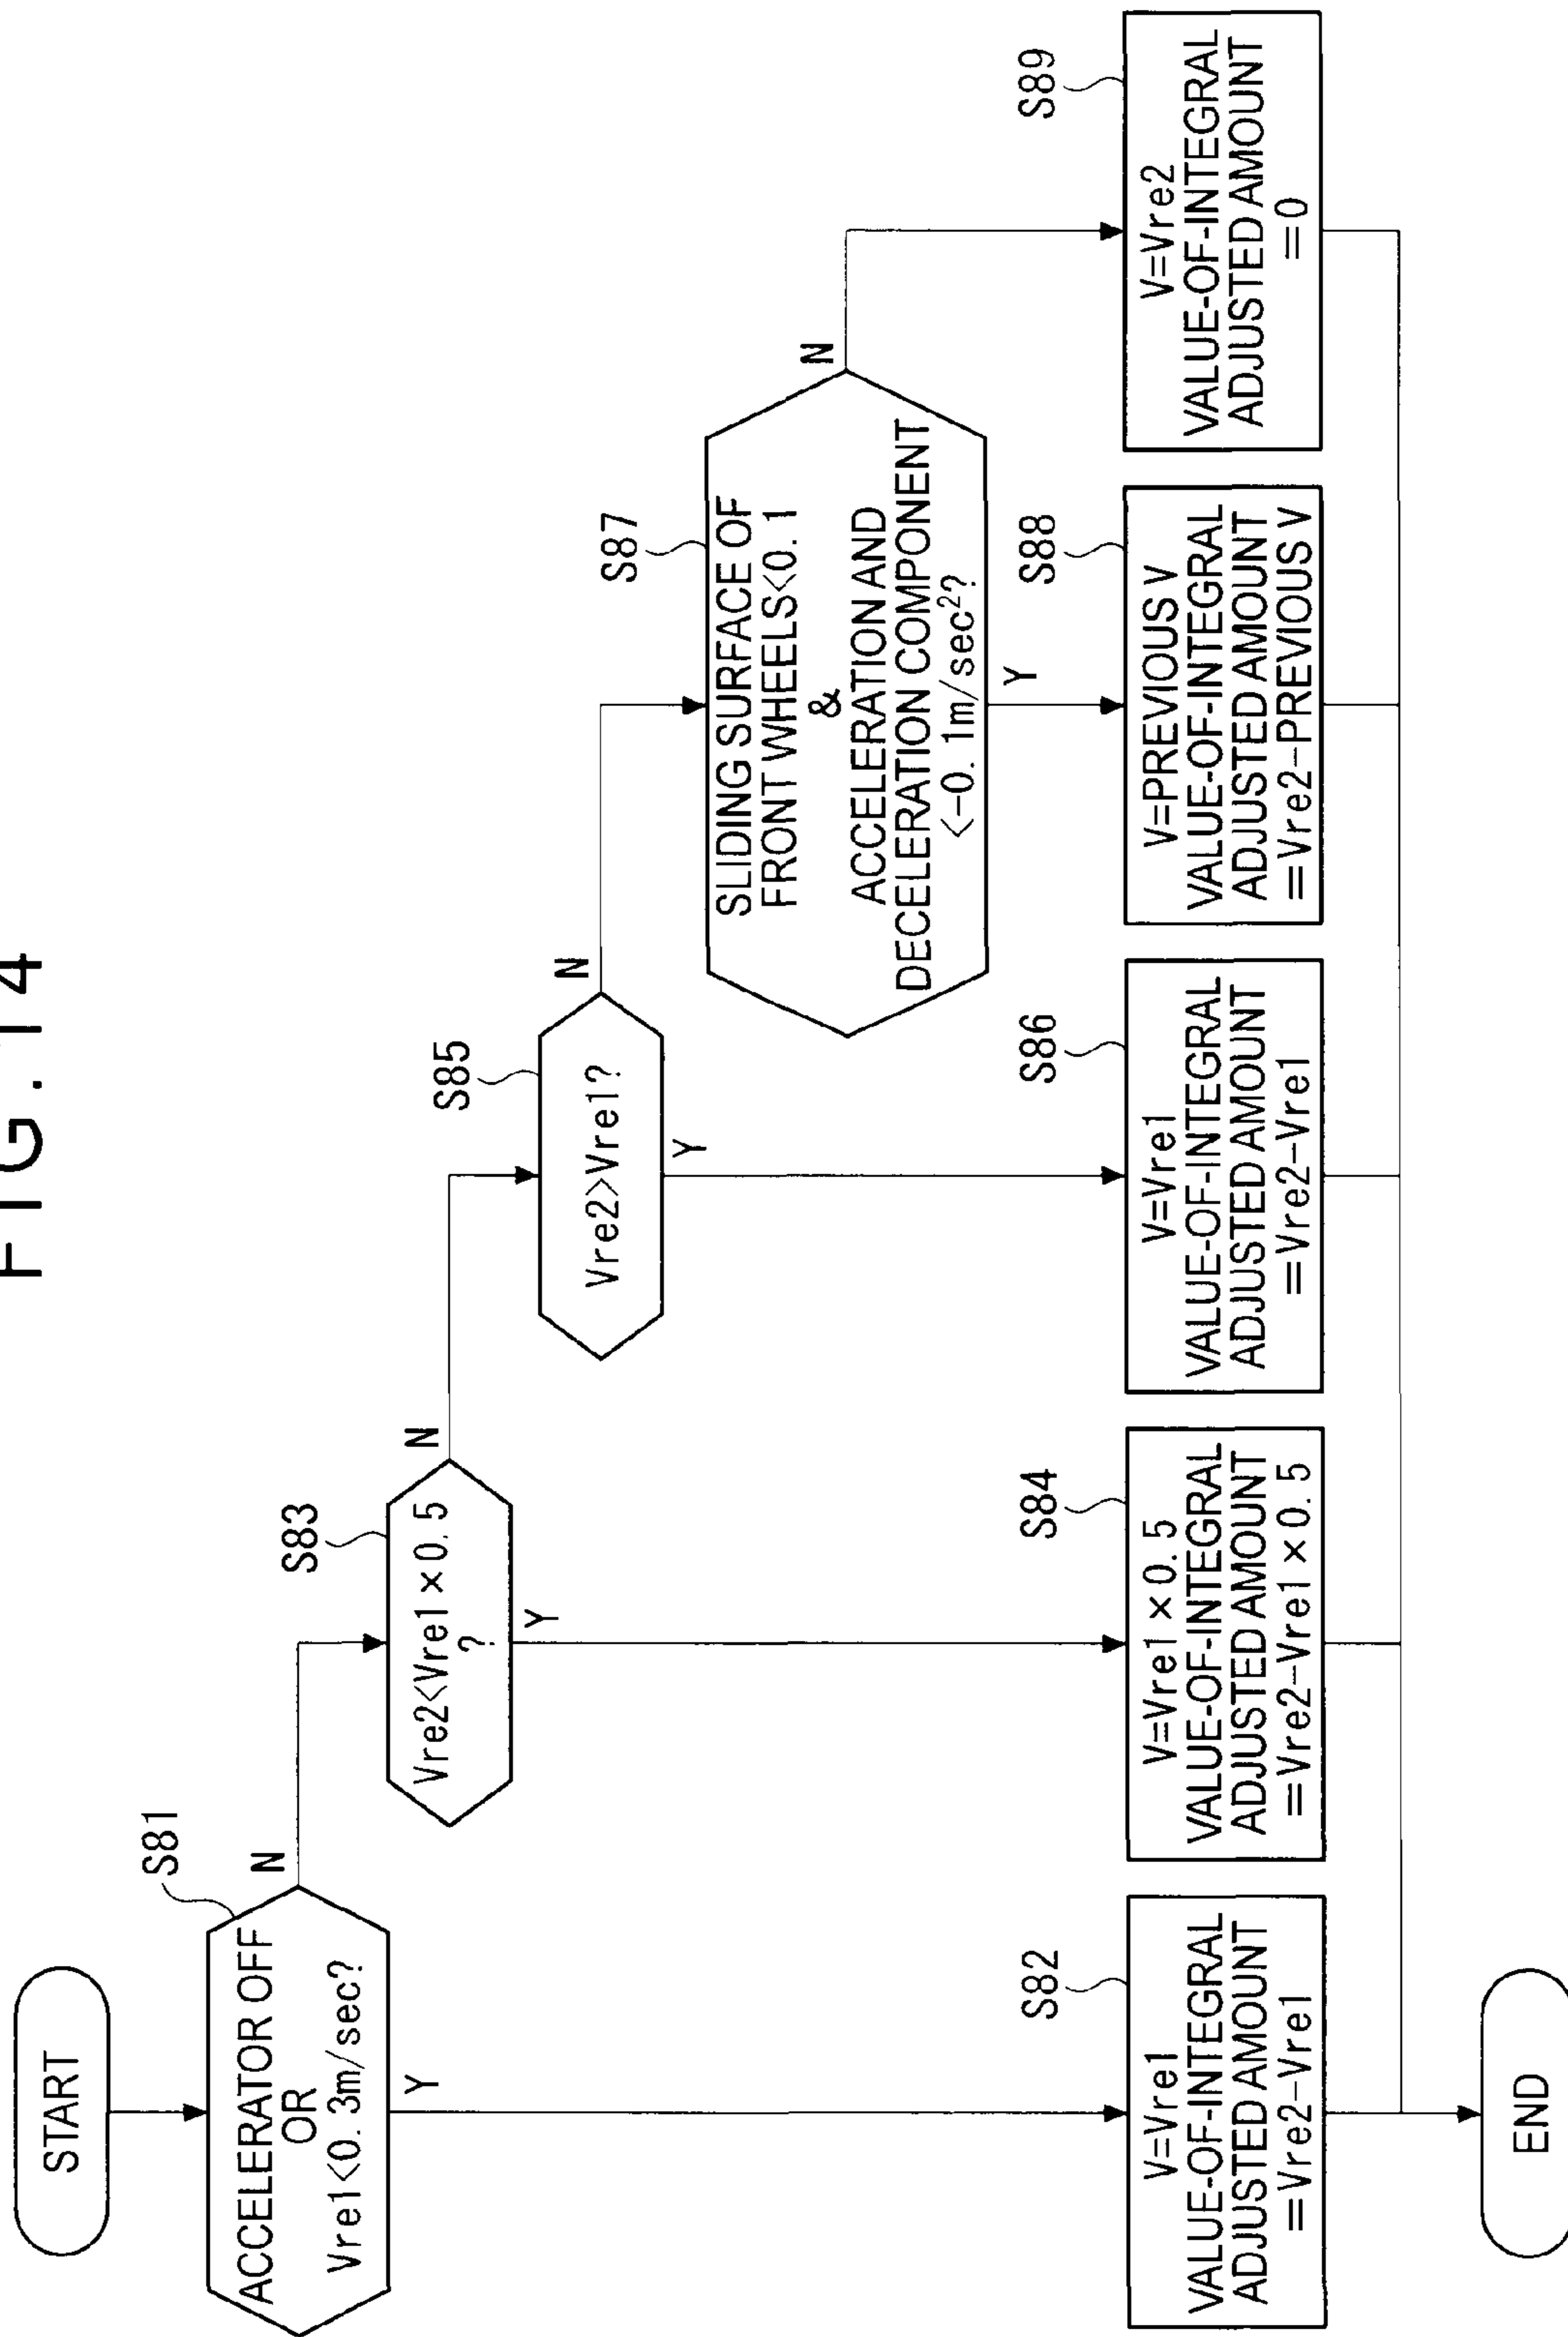 FIG. 14
START
S81
ACCELERATOR OFF
OR
Vre1<0.3m/sec?
N
Y
S83
Vre2<Vre1×0.5
?
N
Y
S85
Vre2>Vre1?
N
Y
S87
SLIDING SURFACE OF
FRONT WHEELS<0.1
&
ACCELERATION AND
DECELERATION COMPONENT
<-0.1m/sec²?
N
Y
S82
V=Vre1
VALUE-OF-INTEGRAL
ADJUSTED AMOUNT
=Vre2-Vre1
S84
V=Vre1×0.5
VALUE-OF-INTEGRAL
ADJUSTED AMOUNT
=Vre2-Vre1×0.5
S86
V=Vre1
VALUE-OF-INTEGRAL
ADJUSTED AMOUNT
=Vre2-Vre1
S88
V=PREVIOUS V
VALUE-OF-INTEGRAL
ADJUSTED AMOUNT
=Vre2-PREVIOUS V
S89
V=Vre2
VALUE-OF-INTEGRAL
ADJUSTED AMOUNT
=0
END